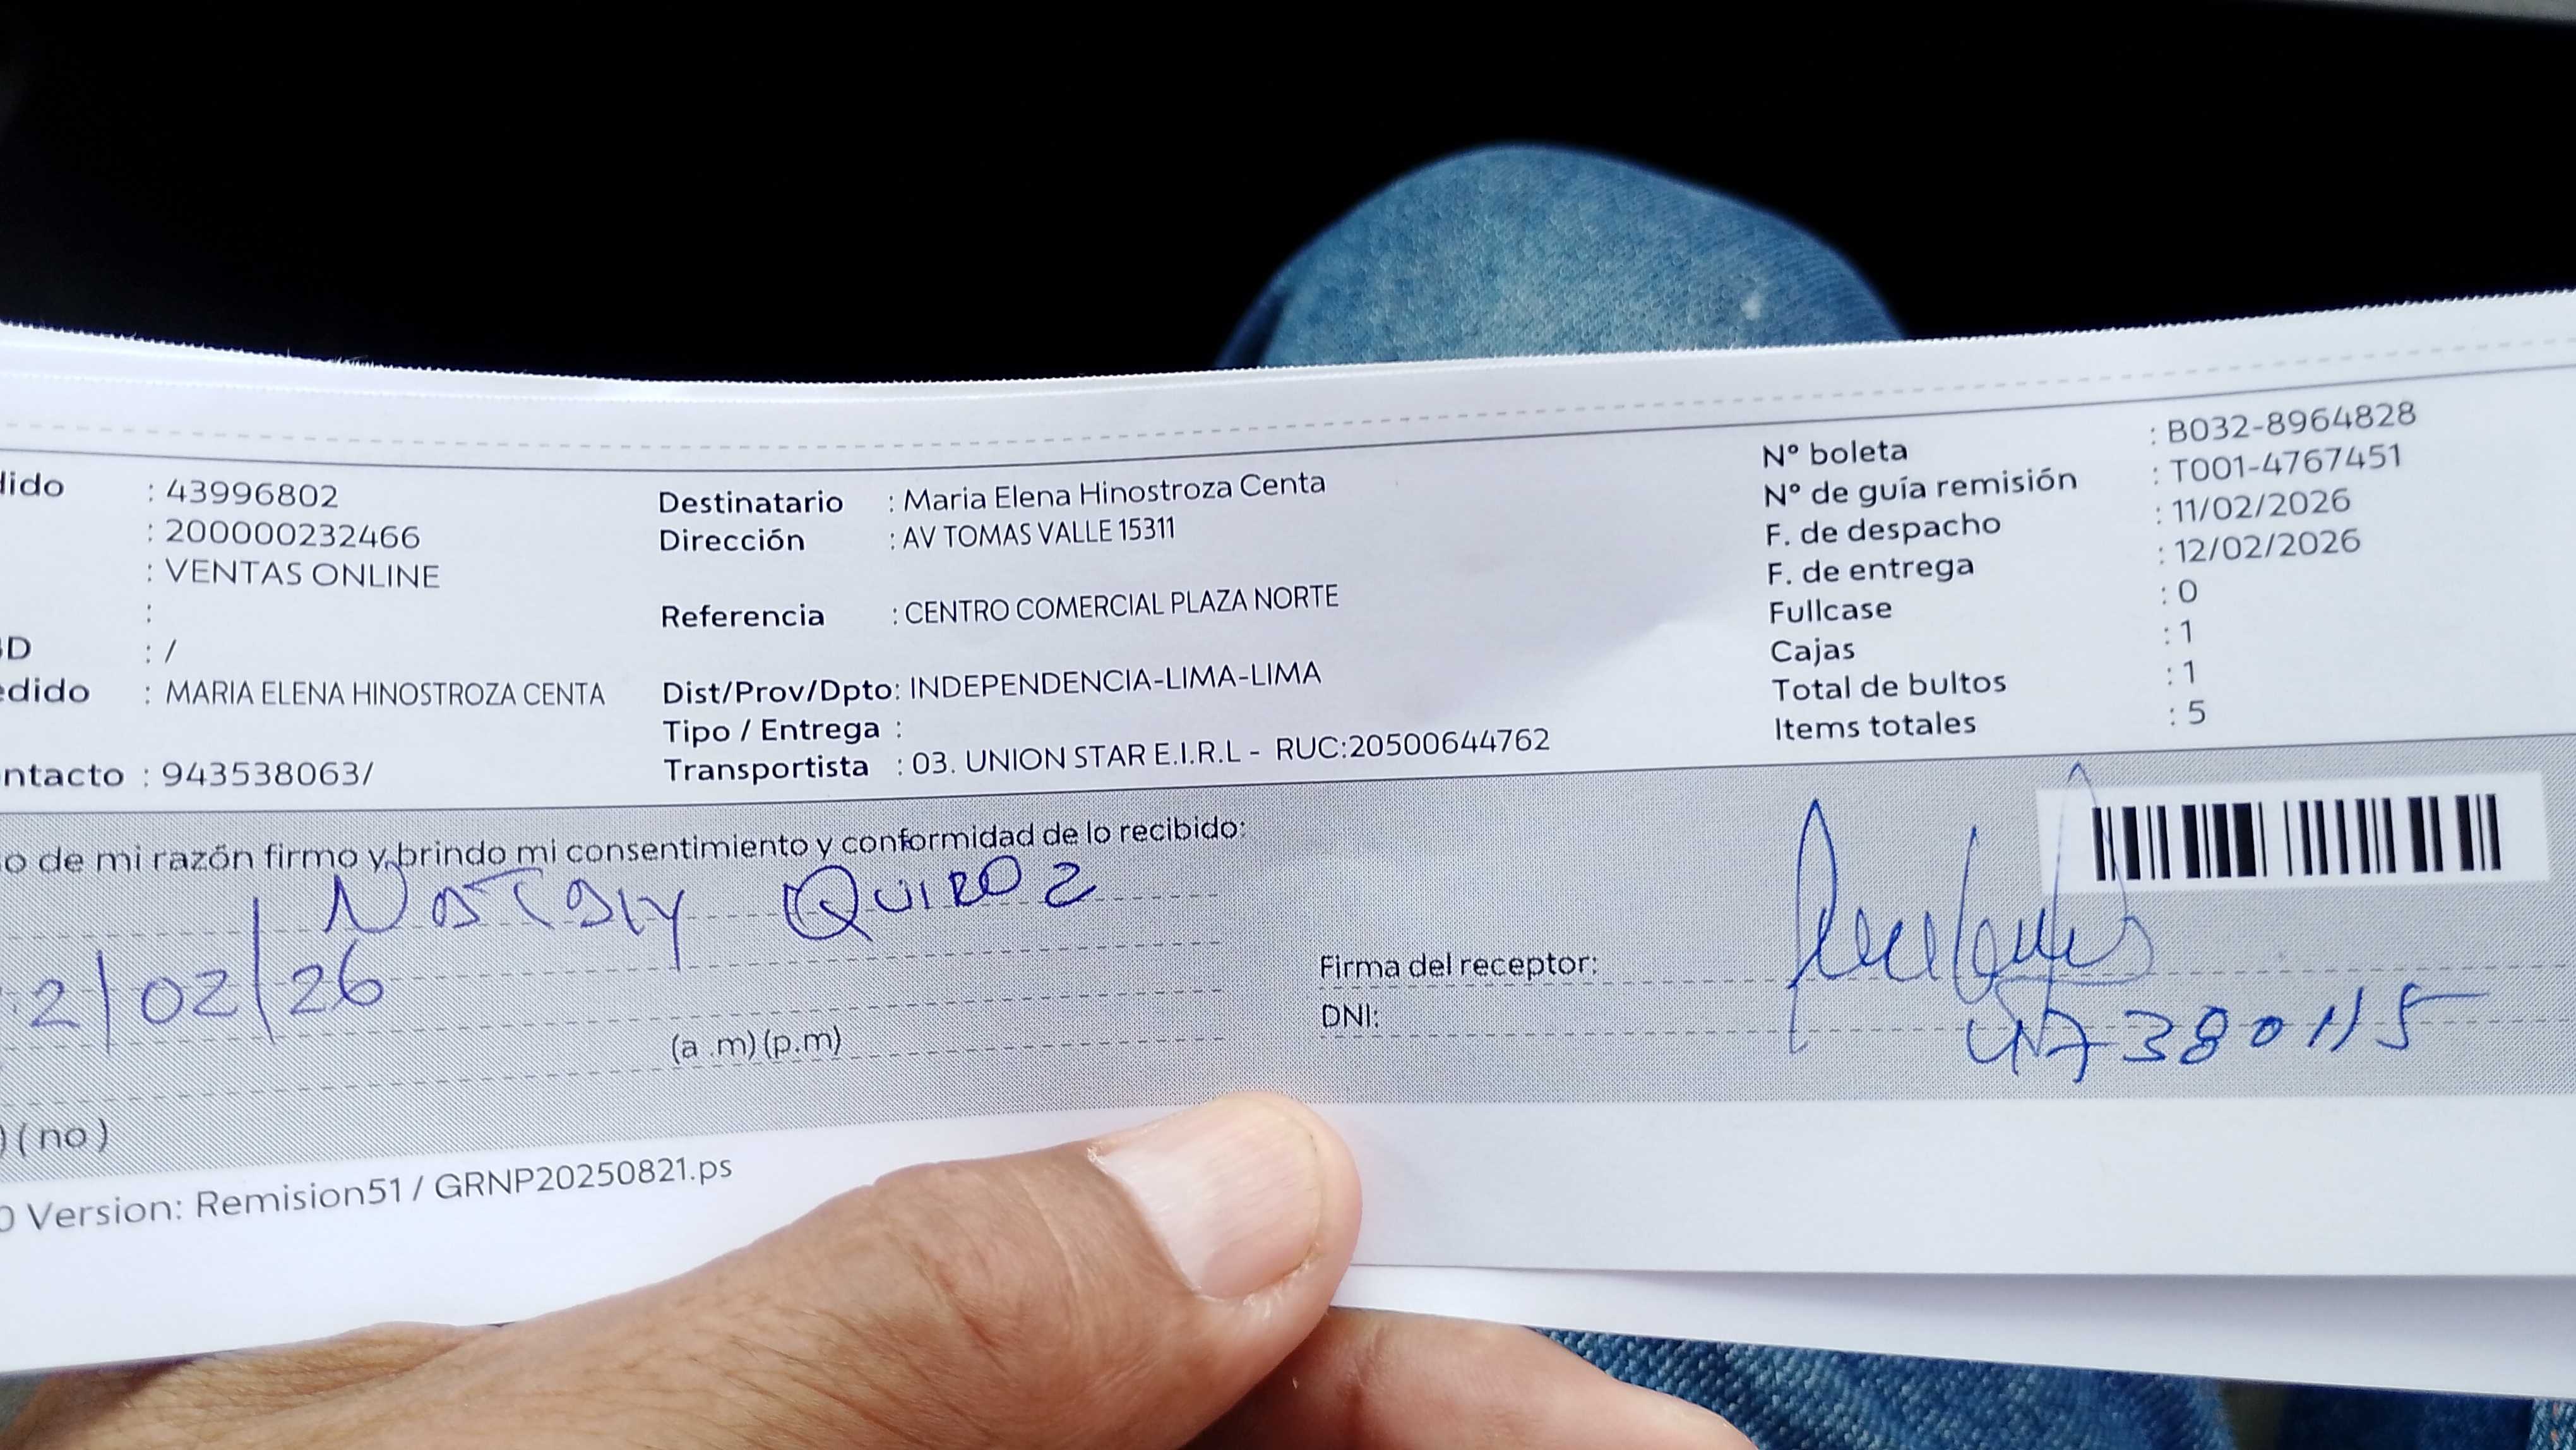 dido : 43996802
: 200000232466
: VENTAS ONLINE
:
BD : /
edido : MARIA ELENA HINOSTROZA CENTA
ntacto : 943538063/
Destinatario : Maria Elena Hinostroza Centa
Dirección : AV TOMAS VALLE 15311
Referencia : CENTRO COMERCIAL PLAZA NORTE
Dist/Prov/Dpto: INDEPENDENCIA-LIMA-LIMA
Tipo / Entrega :
Transportista : 03. UNION STAR E.I.R.L - RUC:20500644762
Nº boleta : B032-8964828
Nº de guía remisión : T001-4767451
F. de despacho : 11/02/2026
F. de entrega : 12/02/2026
Fullcase : 0
Cajas : 1
Total de bultos : 1
Items totales : 5
o de mi razón firmo y brindo mi consentimiento y conformidad de lo recibido:
Nataly QUIROZ
2/02/26
(a .m) (p.m)
) ( no )
Firma del receptor:
DNI: 47380115
0 Version: Remision51 / GRNP20250821.ps